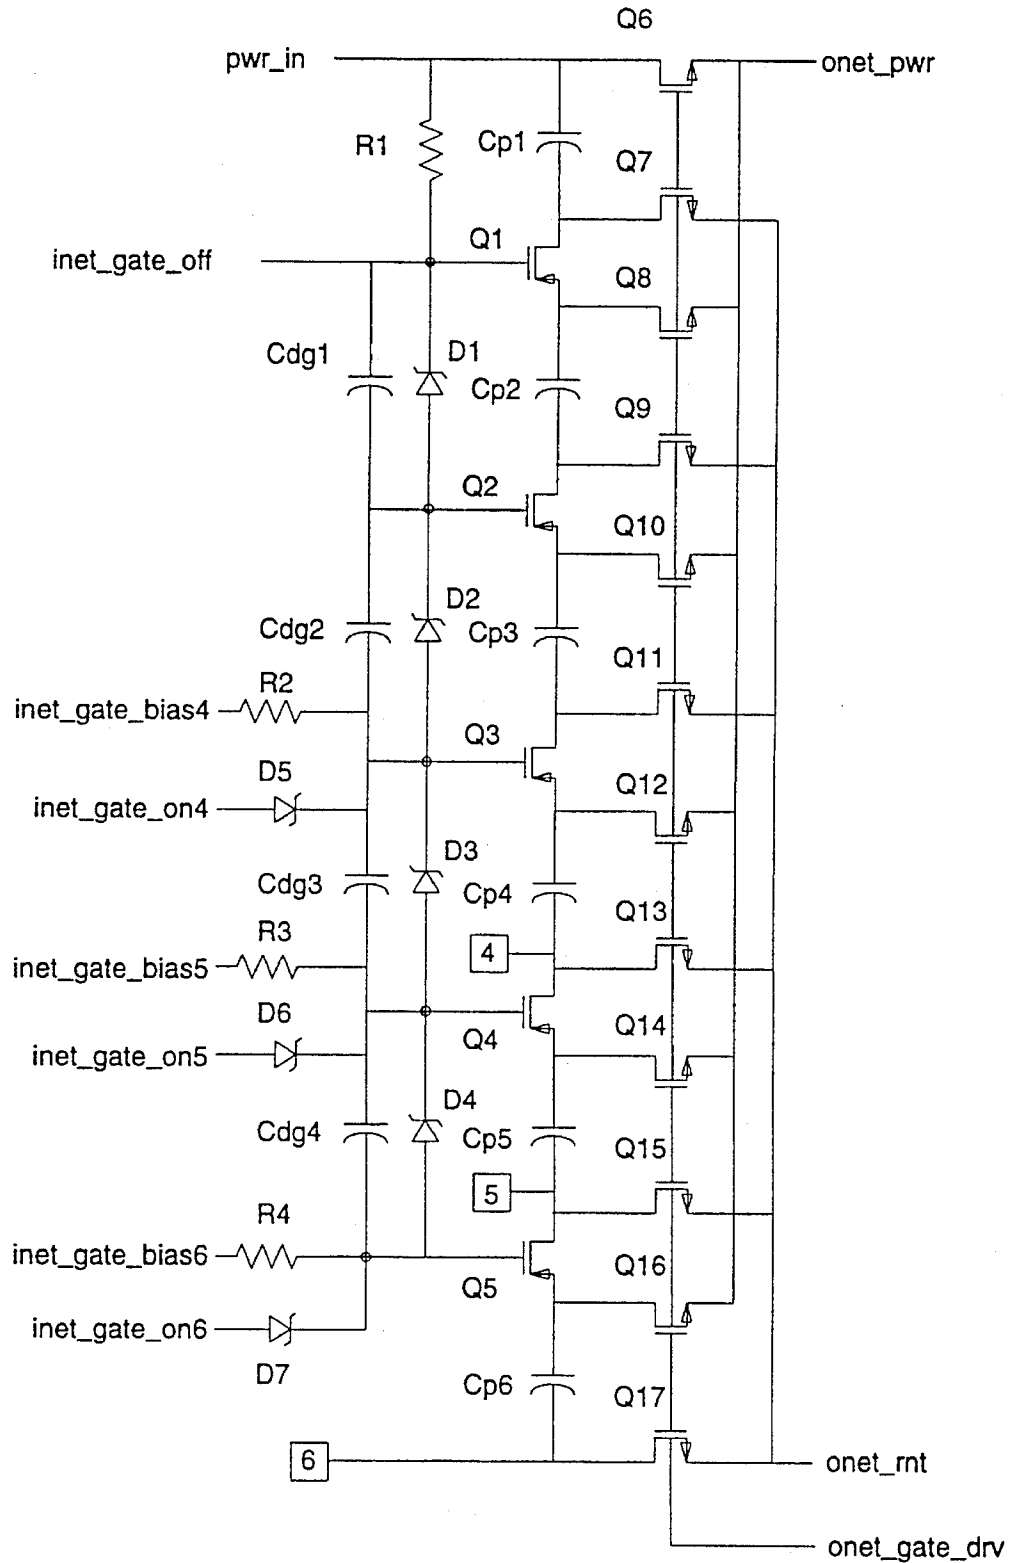 Q6
pwr_in
onet_pwr
R1
Cp1
Q7
Q1
inet_gate_off
Q8
Cdg1
D1
Cp2
Q9
Q2
Q10
Cdg2
D2
Cp3
Q11
R2
inet_gate_bias4
Q3
D5
Q12
inet_gate_on4
Cdg3
D3
Cp4
Q13
R3
4
inet_gate_bias5
D6
Q4
Q14
inet_gate_on5
D4
Cdg4
Cp5
Q15
5
R4
inet_gate_bias6
Q5
Q16
inet_gate_on6
D7
Cp6
Q17
6
onet_rnt
onet_gate_drv